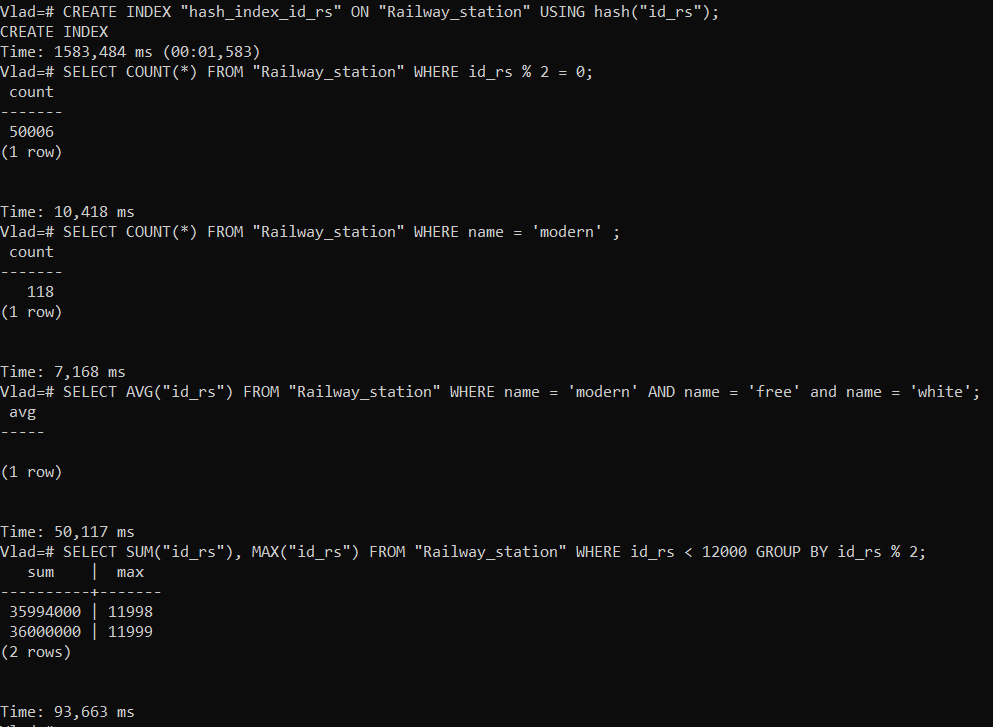 Vlad=# CREATE INDEX "hash_index_id_rs" ON "Railway_station" USING hash("id_rs");
CREATE INDEX
Time: 1583,484 ms (00:01,583)
Vlad=# SELECT COUNT(*) FROM "Railway_station" WHERE id_rs % 2 = 0;
 count
-------
 50006
(1 row)
Time: 10,418 ms
Vlad=# SELECT COUNT(*) FROM "Railway_station" WHERE name = 'modern' ;
 count
-------
   118
(1 row)
Time: 7,168 ms
Vlad=# SELECT AVG("id_rs") FROM "Railway_station" WHERE name = 'modern' AND name = 'free' and name = 'white';
 avg
-----
(1 row)
Time: 50,117 ms
Vlad=# SELECT SUM("id_rs"), MAX("id_rs") FROM "Railway_station" WHERE id_rs < 12000 GROUP BY id_rs % 2;
   sum    |  max
----------+-------
 35994000 | 11998
 36000000 | 11999
(2 rows)
Time: 93,663 ms